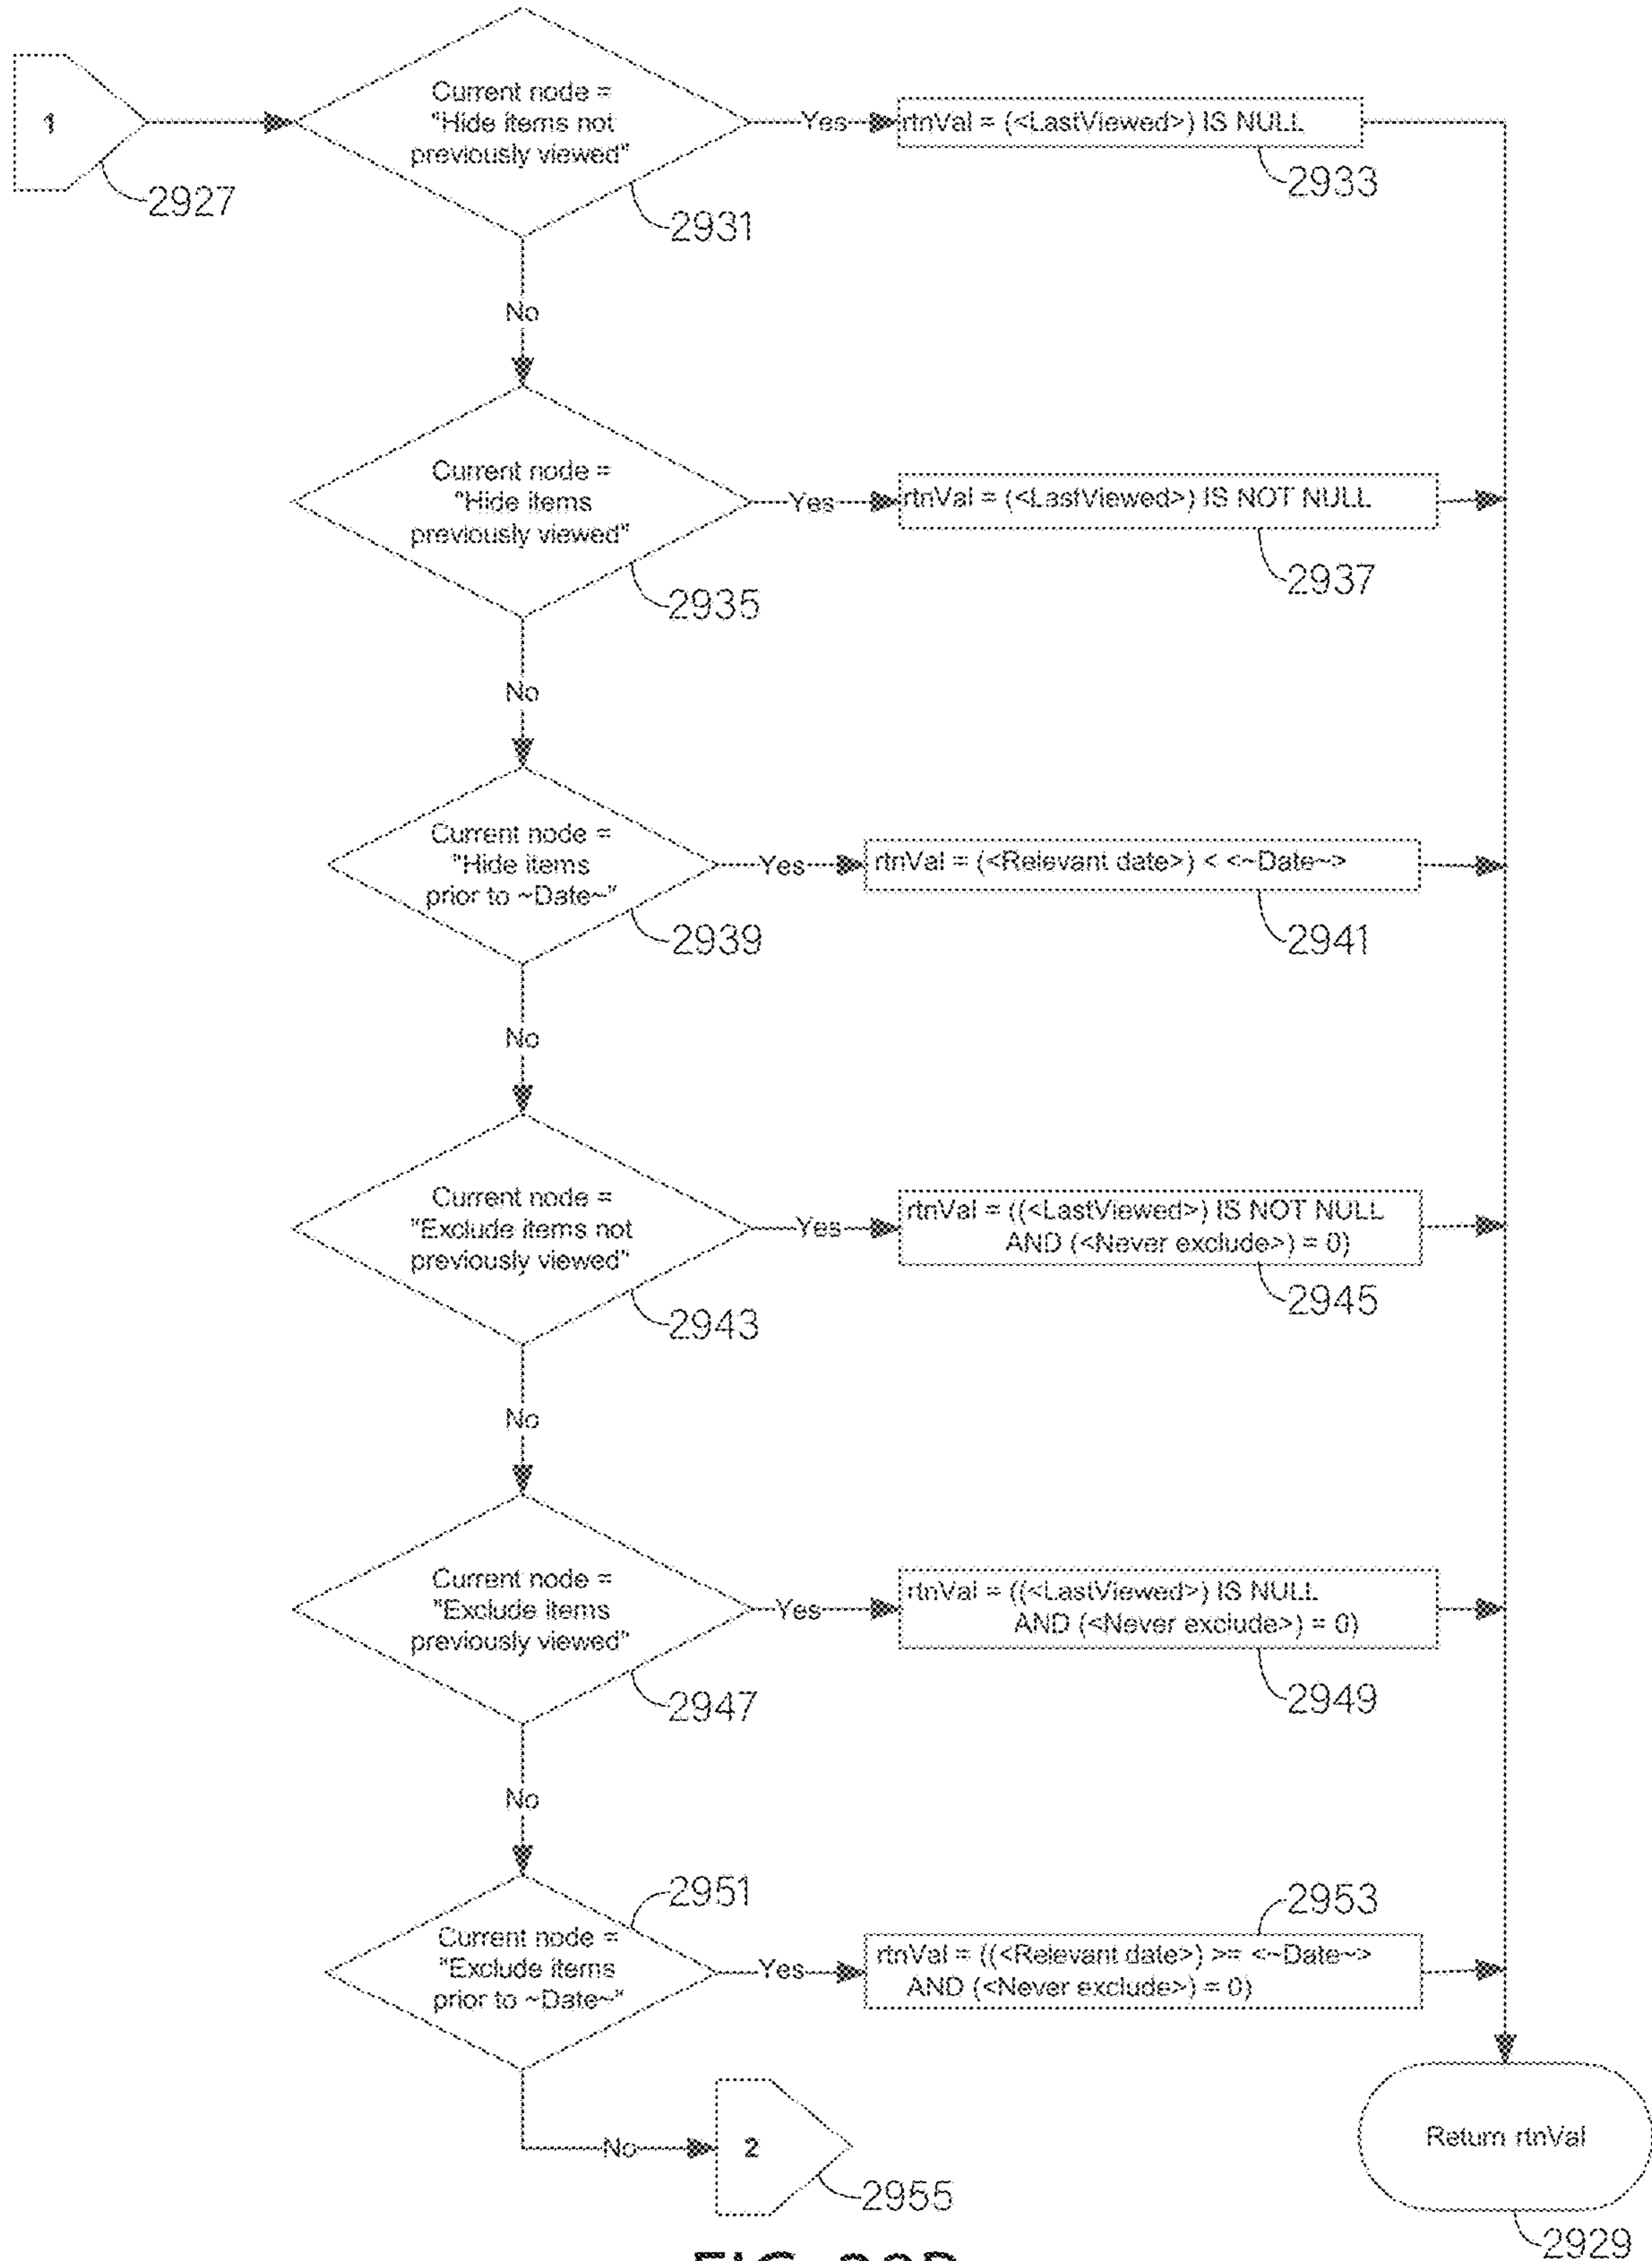 1
2927
Current node =
"Hide items not
previously viewed"
2931
Yes
rtnVal = (<LastViewed>) IS NULL
2933
No
Current node =
"Hide items
previously viewed"
2935
Yes
rtnVal = (<LastViewed>) IS NOT NULL
2937
No
Current node =
"Hide items
prior to ~Date~"
2939
Yes
rtnVal = (<Relevant date>) < <~Date~>
2941
No
Current node =
"Exclude items not
previously viewed"
2943
Yes
rtnVal = ((<LastViewed>) IS NOT NULL
AND (<Never exclude>) = 0)
2945
No
Current node =
"Exclude items
previously viewed"
2947
Yes
rtnVal = ((<LastViewed>) IS NULL
AND (<Never exclude>) = 0)
2949
No
2951
Current node =
"Exclude items
prior to ~Date~"
Yes
2953
rtnVal = ((<Relevant date>) >= <~Date~>
AND (<Never exclude>) = 0)
No
2
2955
Return rtnVal
2929